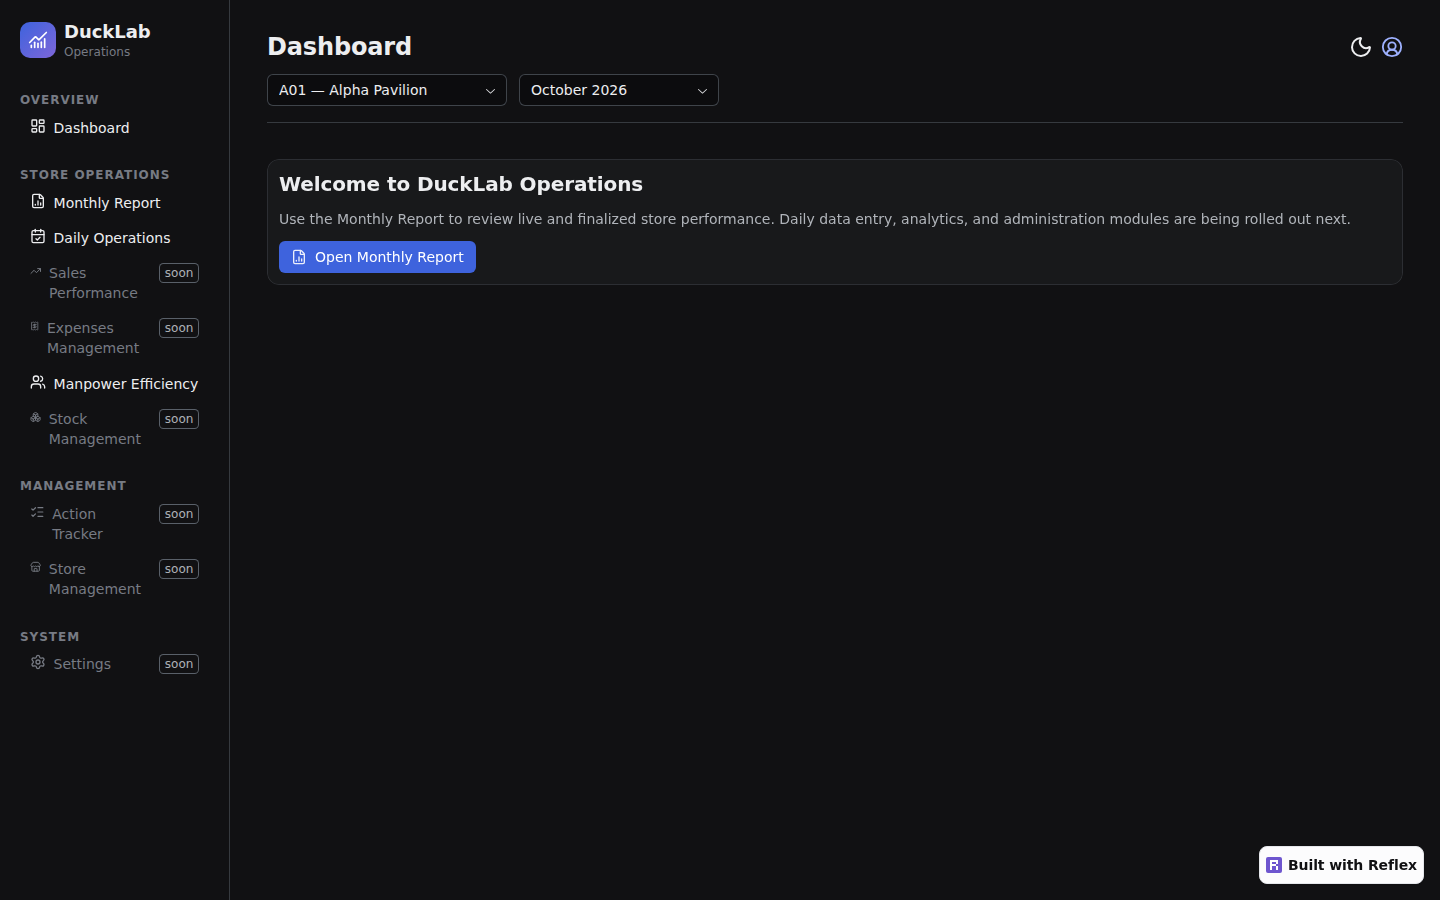 DuckLab
Operations
OVERVIEW
Dashboard
STORE OPERATIONS
Monthly Report
Daily Operations
Sales Performance
soon
Expenses Management
soon
Manpower Efficiency
Stock Management
soon
MANAGEMENT
Action Tracker
soon
Store Management
soon
SYSTEM
Settings
soon
Dashboard
A01 — Alpha Pavilion
October 2026
Welcome to DuckLab Operations
Use the Monthly Report to review live and finalized store performance. Daily data entry, analytics, and administration modules are being rolled out next.
Open Monthly Report
Built with Reflex